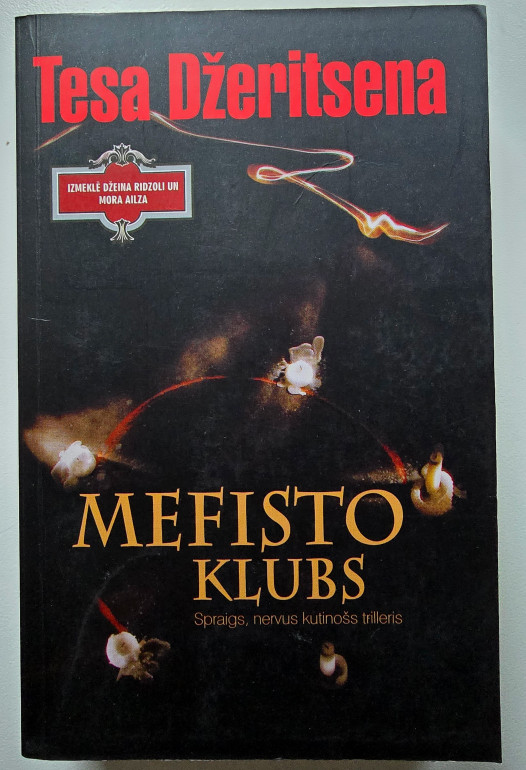 Tesa Džeritsena
IZMEKLĒ DŽEINA RIDZOLI UN
MORA AILZA
MEFISTO
KLUBS
Spraigs, nervus kutinošs trilleris